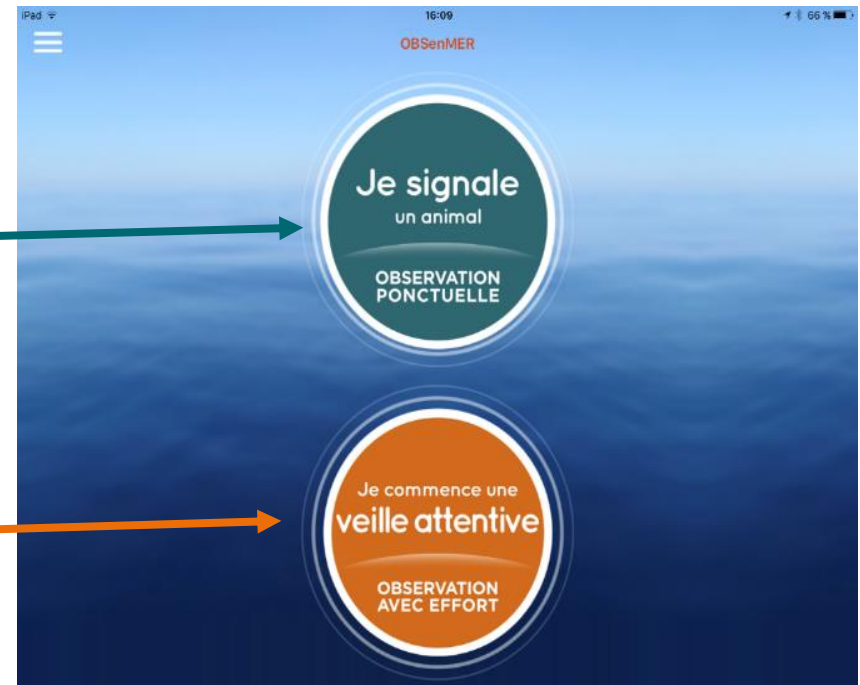 iPad 16:09 66 %
OBSenMER
Je signale
un animal
OBSERVATION
PONCTUELLE
Je commence une
veille attentive
OBSERVATION
AVEC EFFORT